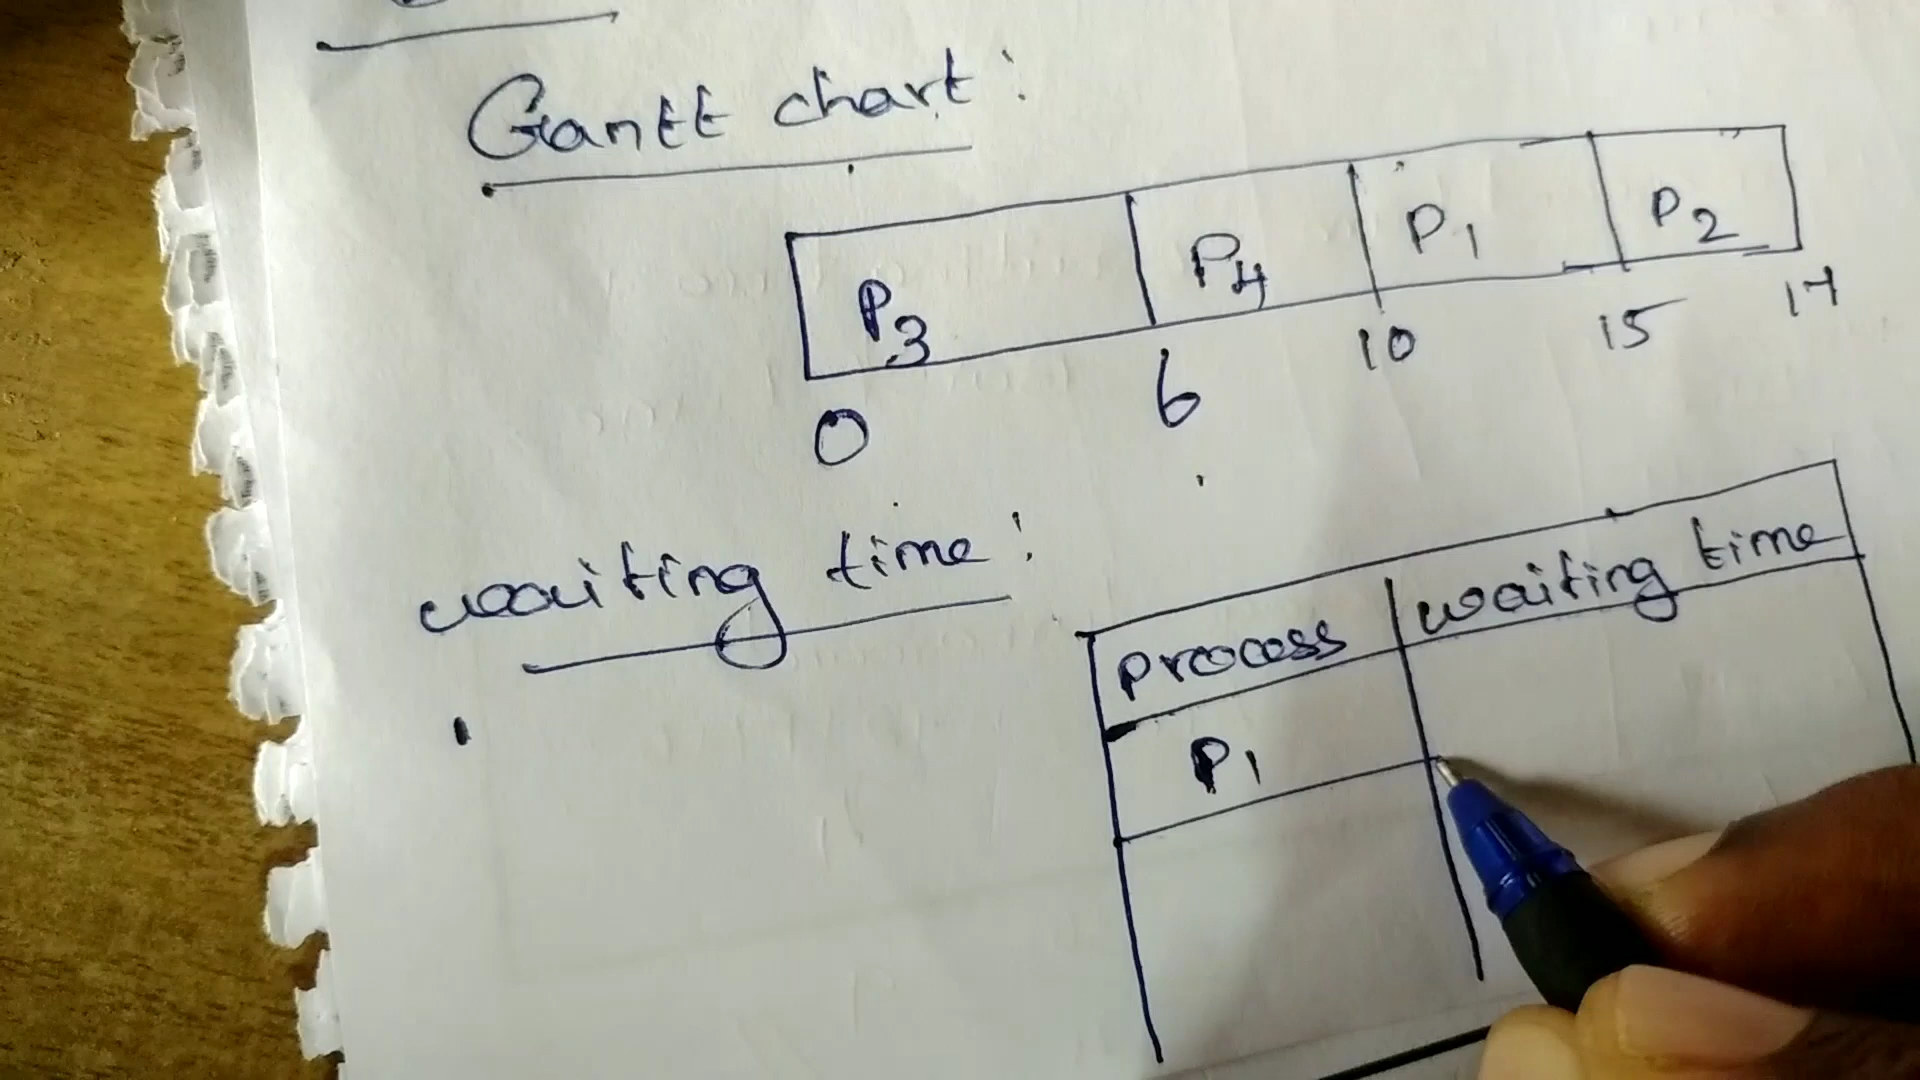 Gantt chart:
P3 P4 P1 P2
0 6 10 15 17
waiting time:
process waiting time
P1